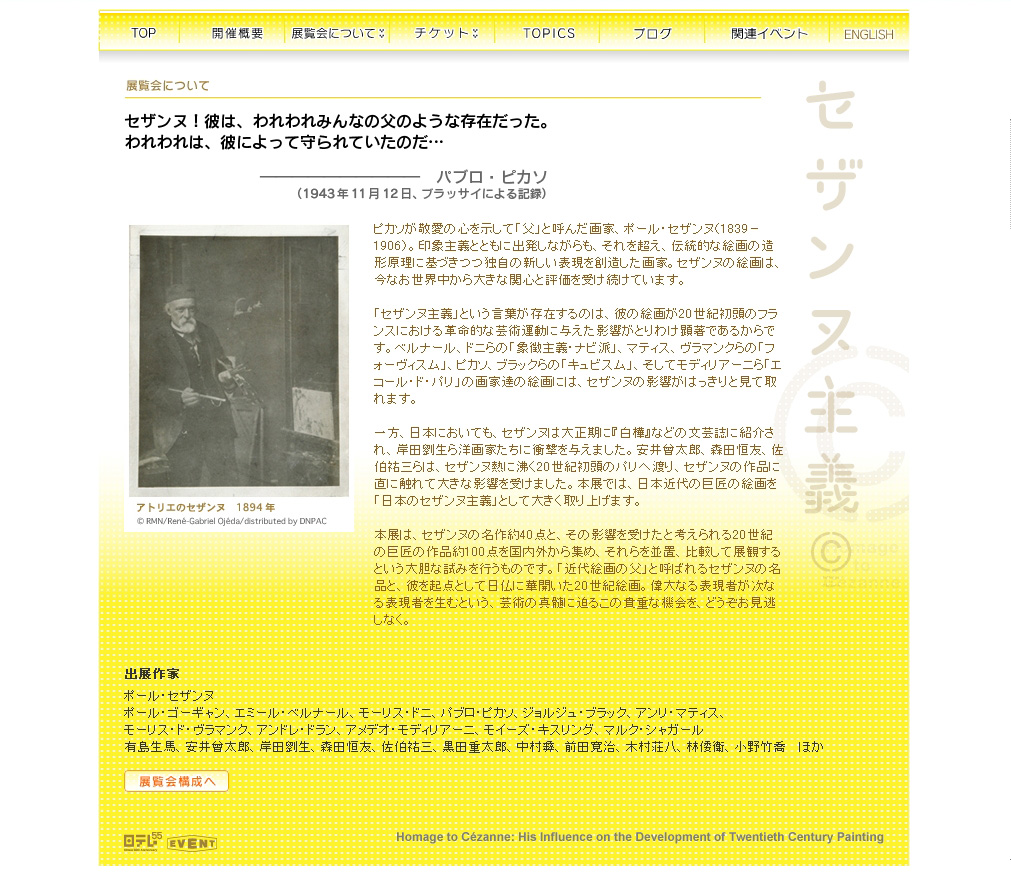 TOP 開催概要 展覧会について チケット TOPICS ブログ 関連イベント ENGLISH
展覧会について
セザンヌ！彼は、われわれみんなの父のような存在だった。
われわれは、彼によって守られていたのだ…
――――――――――　パブロ・ピカソ
（1943年11月12日、ブラッサイによる記録）
ピカソが敬愛の心を示して「父」と呼んだ画家、ポール・セザンヌ（1839－
1906）。印象主義とともに出発しながらも、それを超え、伝統的な絵画の造
形原理に基づきつつ独自の新しい表現を創造した画家。セザンヌの絵画は、
今なお世界中から大きな関心と評価を受け続けています。
「セザンヌ主義」という言葉が存在するのは、彼の絵画が20世紀初頭のフラ
ンスにおける革命的な芸術運動に与えた影響がとりわけ顕著であるからで
す。ベルナール、ドニらの「象徴主義・ナビ派」、マティス、ヴラマンクらの「フ
ォーヴィスム」、ピカソ、ブラックらの「キュビスム」、そしてモディリアーニら「エ
コール・ド・パリ」の画家達の絵画には、セザンヌの影響がはっきりと見て取
れます。
一方、日本においても、セザンヌは大正期に『白樺』などの文芸誌に紹介さ
れ、岸田劉生ら洋画家たちに衝撃を与えました。安井曾太郎、森田恒友、佐
伯祐三らは、セザンヌ熱に沸く20世紀初頭のパリへ渡り、セザンヌの作品に
直に触れて大きな影響を受けました。本展では、日本近代の巨匠の絵画を
「日本のセザンヌ主義」として大きく取り上げます。
本展は、セザンヌの名作約40点と、その影響を受けたと考えられる20世紀
の巨匠の作品約100点を国内外から集め、それらを並置、比較して展観する
という大胆な試みを行うものです。「近代絵画の父」と呼ばれるセザンヌの名
品と、彼を起点として日仏に華開いた20世紀絵画。偉大なる表現者が次な
る表現者を生むという、芸術の真髄に迫るこの貴重な機会を、どうぞお見逃
しなく。
アトリエのセザンヌ　1894年
© RMN/René-Gabriel Ojéda/distributed by DNPAC
セザンヌ主義
出展作家
ポール・セザンヌ
ポール・ゴーギャン、エミール・ベルナール、モーリス・ドニ、パブロ・ピカソ、ジョルジュ・ブラック、アンリ・マティス、
モーリス・ド・ヴラマンク、アンドレ・ドラン、アメデオ・モディリアーニ、モイーズ・キスリング、マルク・シャガール
有島生馬、安井曾太郎、岸田劉生、森田恒友、佐伯祐三、黒田重太郎、中村彝、前田寛治、木村荘八、林倭衛、小野竹喬　ほか
展覧会構成へ
日テレ55 EVENT
Homage to Cézanne: His Influence on the Development of Twentieth Century Painting